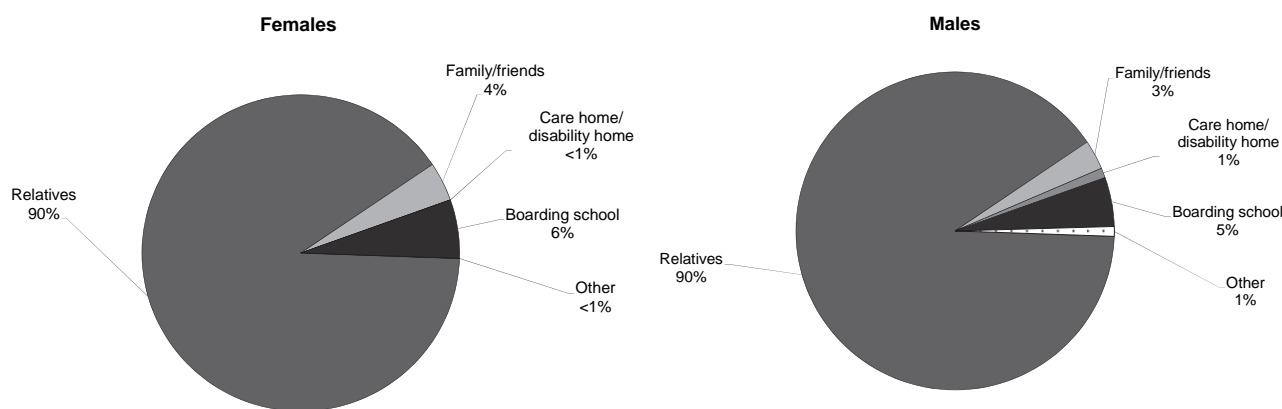 Females
Family/friends
4%
Care home/
disability home
<1%
Relatives
90%
Boarding school
6%
Other
<1%
Males
Family/friends
3%
Care home/
disability home
1%
Boarding school
5%
Relatives
90%
Other
1%